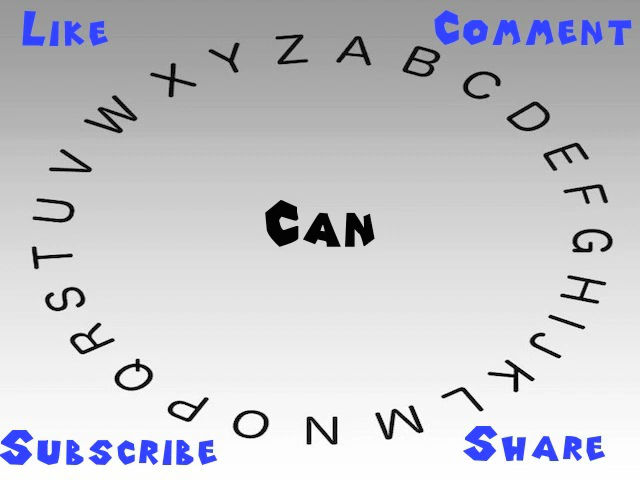 Like
Comment
A B C D E F G H I J K L M N O P Q R S T U V W X Y Z
Can
Subscribe
Share